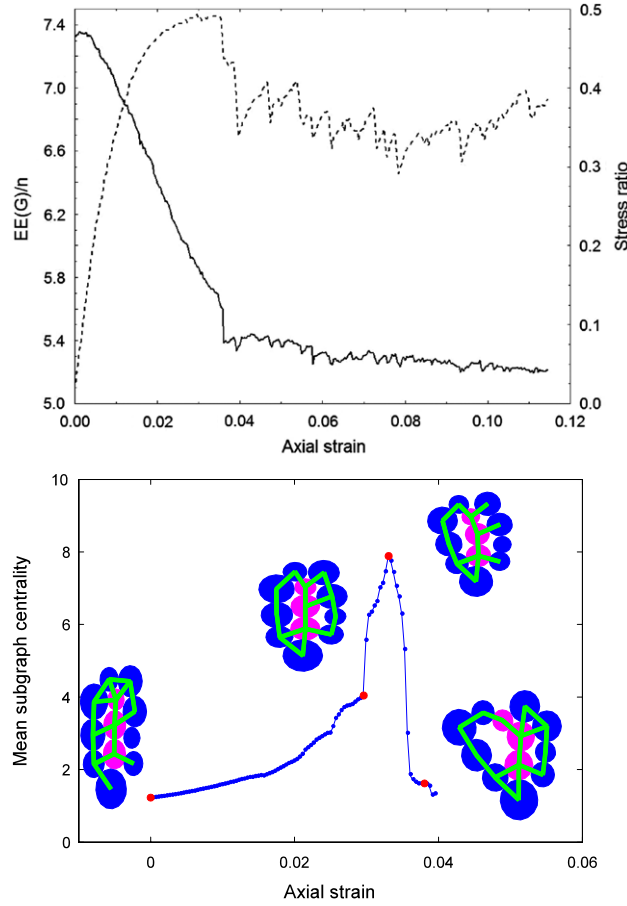 7.4
7.0
6.6
6.2
5.8
5.4
5.0
EE(G)/n
0.5
0.4
0.3
0.2
0.1
0.0
Stress ratio
0.00 0.02 0.04 0.06 0.08 0.10 0.12
Axial strain
10
8
6
4
2
0
Mean subgraph centrality
0 0.02 0.04 0.06
Axial strain